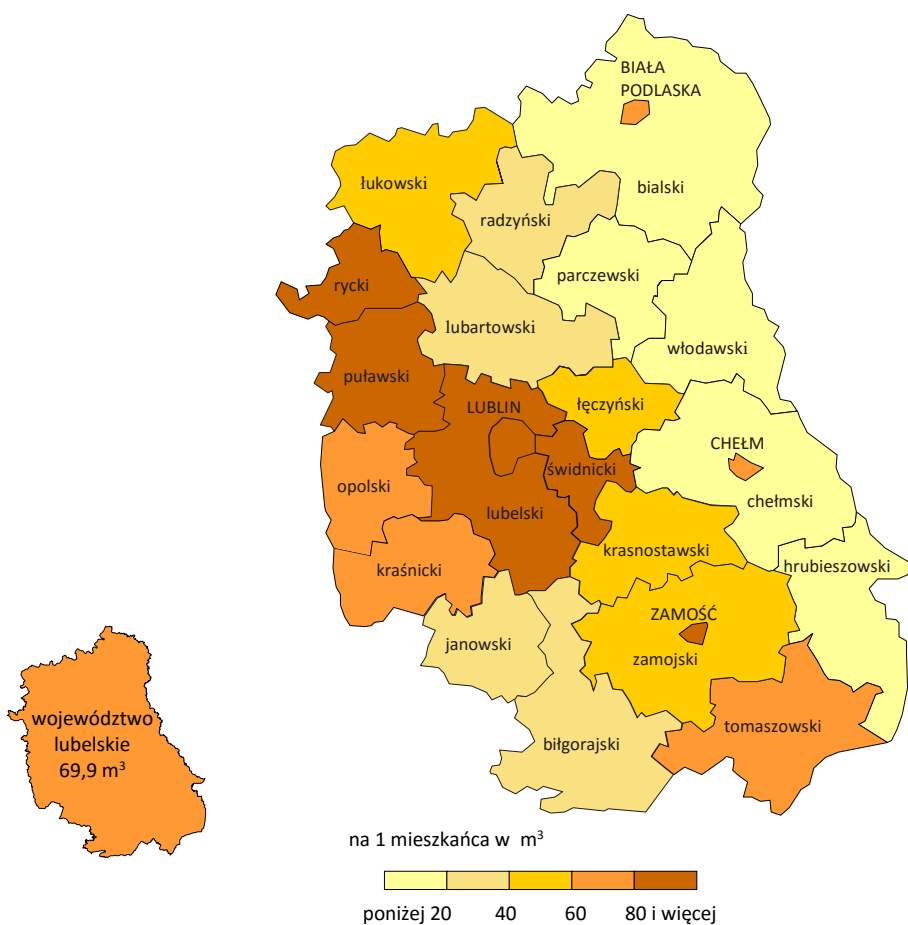 BIAŁA
PODLASKA
łukowski
bialski
radzyński
parczewski
rycki
lubartowski
włodawski
puławski
LUBLIN
łęczyński
CHEŁM
świdnicki
opolski
chełmski
lubelski
krasnostawski
hrubieszowski
kraśnicki
ZAMOŚĆ
janowski
zamojski
województwo
lubelskie
69,9 m³
tomaszowski
biłgorajski
na 1 mieszkańca w m³
poniżej 20 40 60 80 i więcej